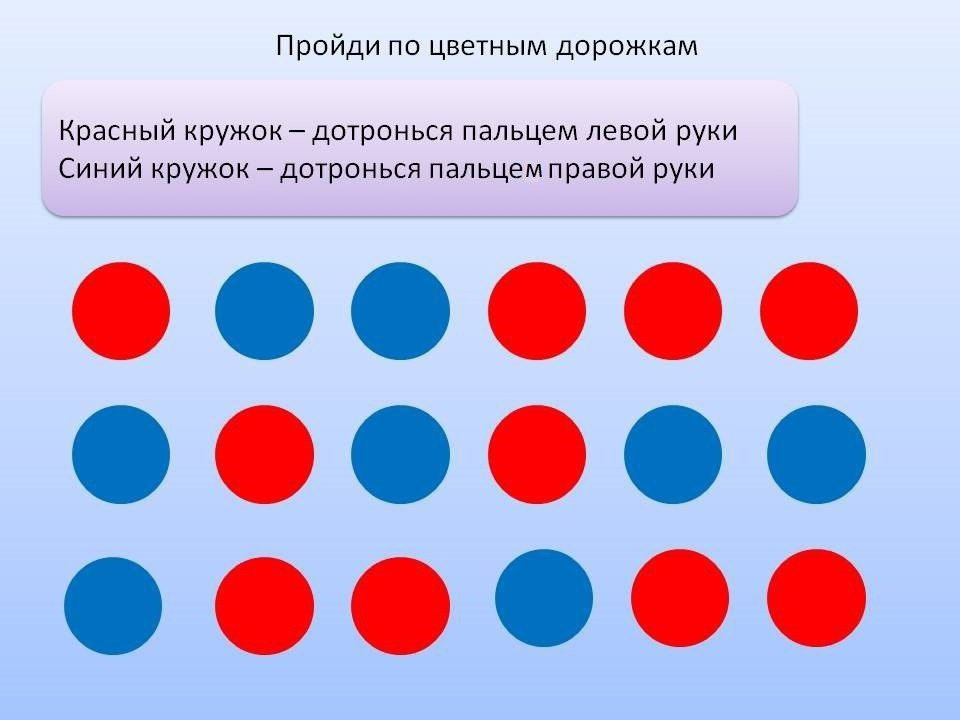 Пройди по цветным дорожкам
Красный кружок – дотронься пальцем левой руки
Синий кружок – дотронься пальцем правой руки